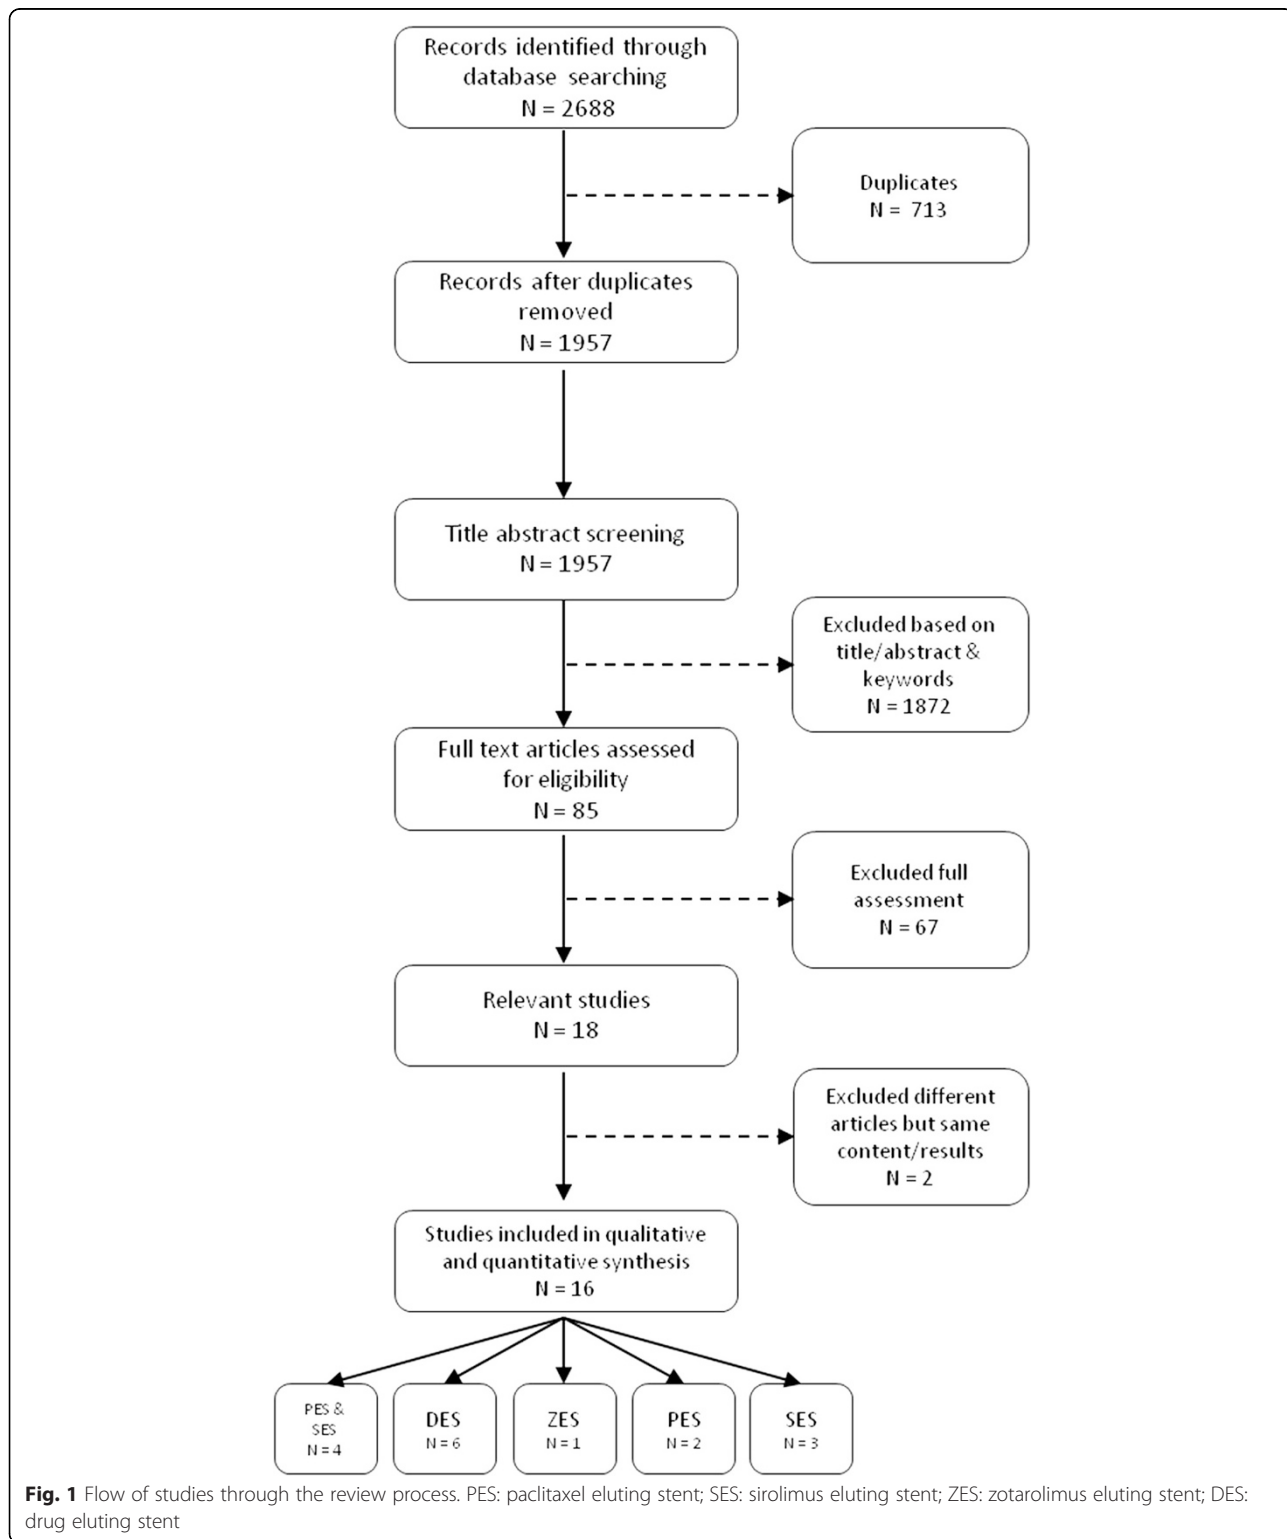 Records identified through
database searching
N = 2688
Duplicates
N = 713
Records after duplicates
removed
N = 1957
Title abstract screening
N = 1957
Excluded based on
title/abstract &
keywords
N = 1872
Full text articles assessed
for eligibility
N = 85
Excluded full
assessment
N = 67
Relevant studies
N = 18
Excluded different
articles but same
content/results
N = 2
Studies included in qualitative
and quantitative synthesis
N = 16
PES &
SES
N = 4
DES
N = 6
ZES
N = 1
PES
N = 2
SES
N = 3
Fig. 1 Flow of studies through the review process. PES: paclitaxel eluting stent; SES: sirolimus eluting stent; ZES: zotarolimus eluting stent; DES:
drug eluting stent